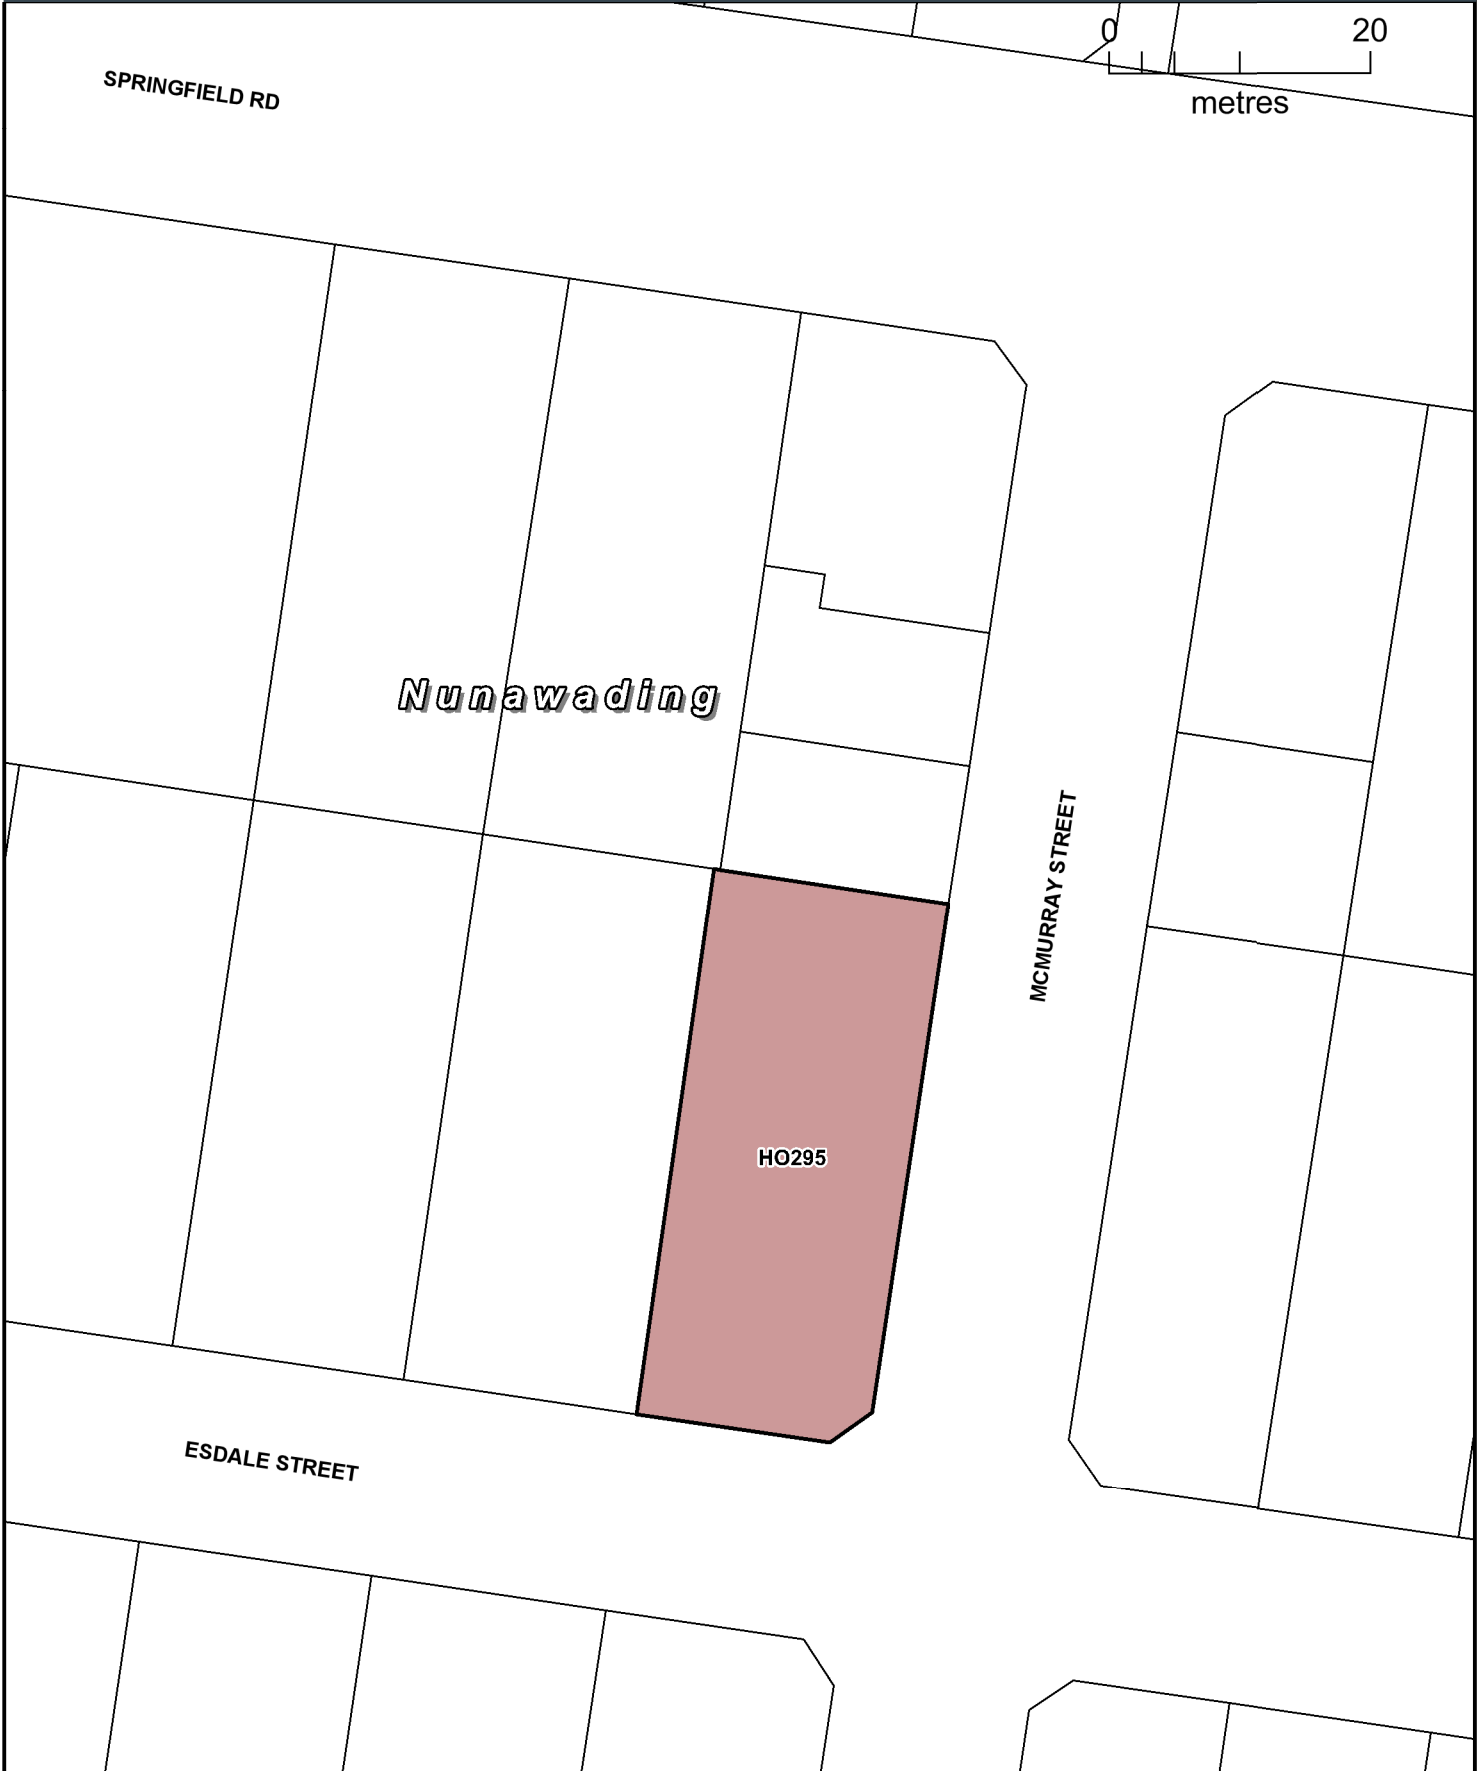 0 20
metres
SPRINGFIELD RD
Nunawading
MCMURRAY STREET
HO295
ESDALE STREET